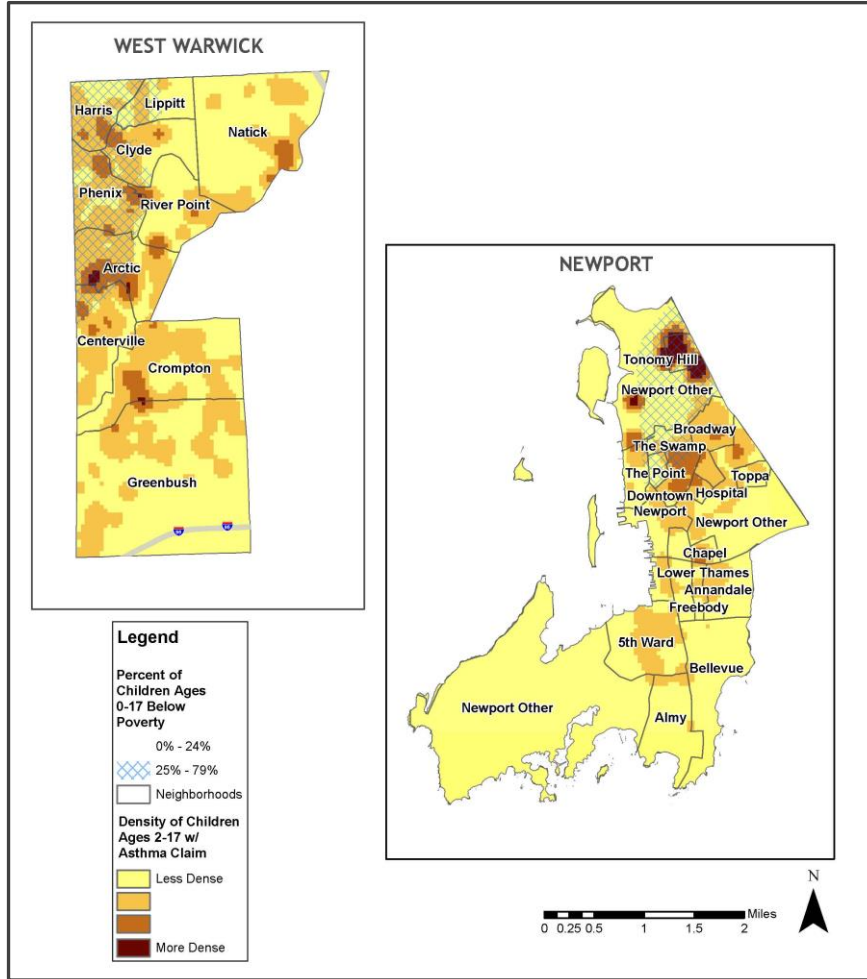 WEST WARWICK
Harris
Lippitt
Natick
Clyde
Phenix
River Point
Arctic
Centerville
Crompton
Greenbush
NEWPORT
Tonomy Hill
Newport Other
Broadway
The Swamp
The Point
Toppa
Downtown
Hospital
Newport
Newport Other
Chapel
Lower Thames
Annandale
Freebody
5th Ward
Bellevue
Newport Other
Almy
Legend
Percent of
Children Ages
0-17 Below
Poverty
0% - 24%
25% - 79%
Neighborhoods
Density of Children
Ages 2-17 w/
Asthma Claim
Less Dense
More Dense
N
Miles
0 0.25 0.5 1 1.5 2